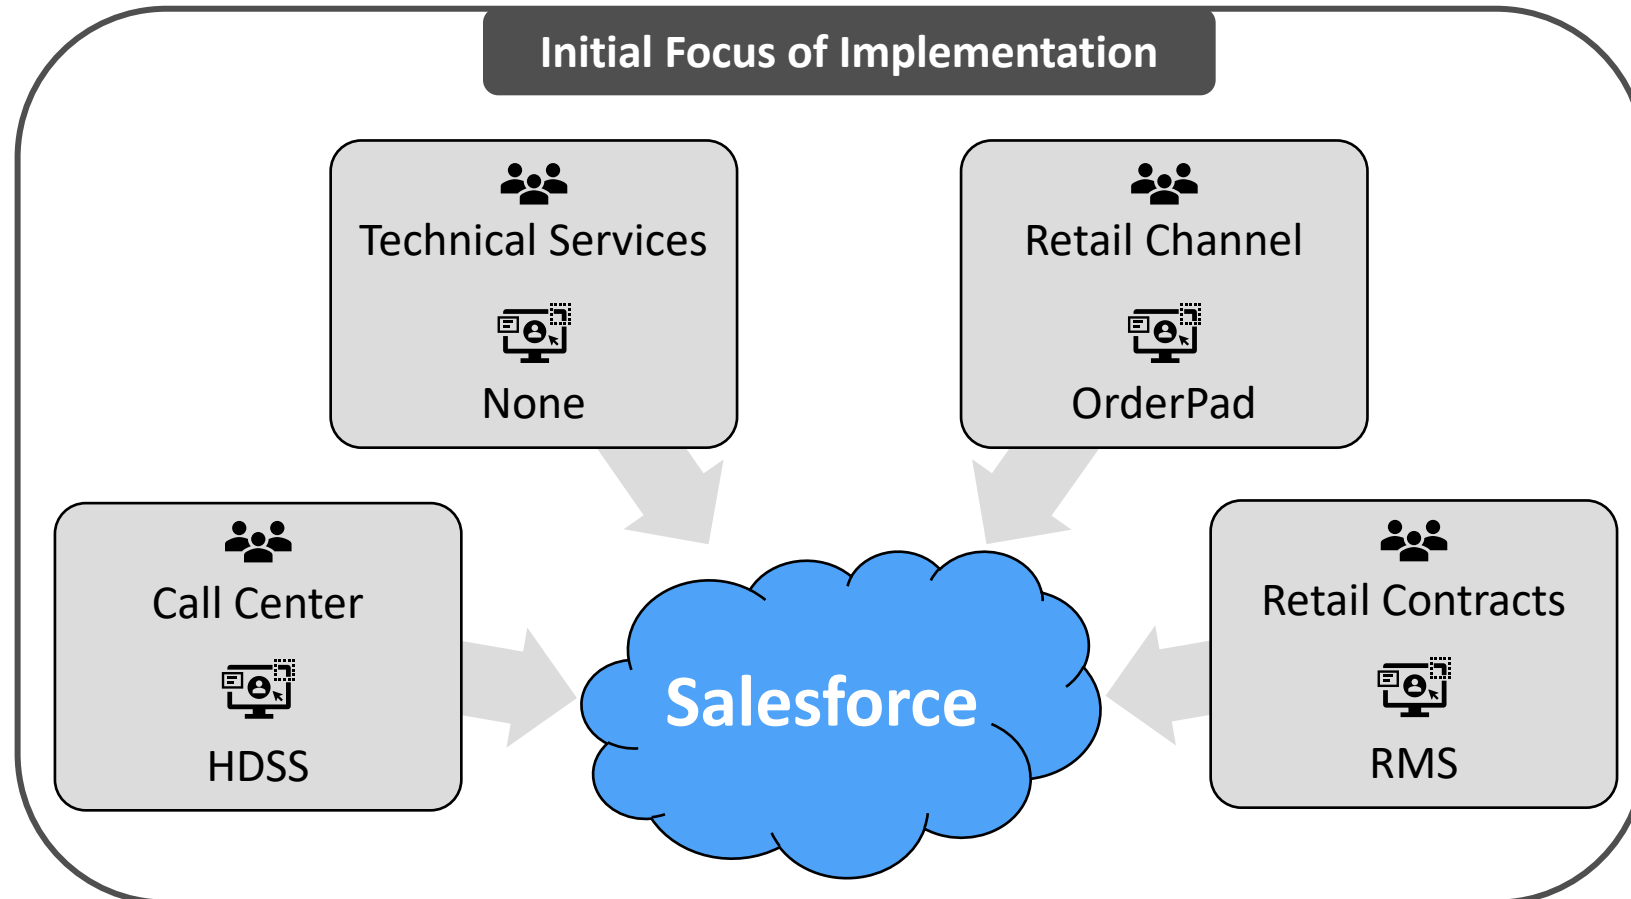 Initial Focus of Implementation
Technical Services
None
Retail Channel
OrderPad
Call Center
HDSS
Salesforce
Retail Contracts
RMS